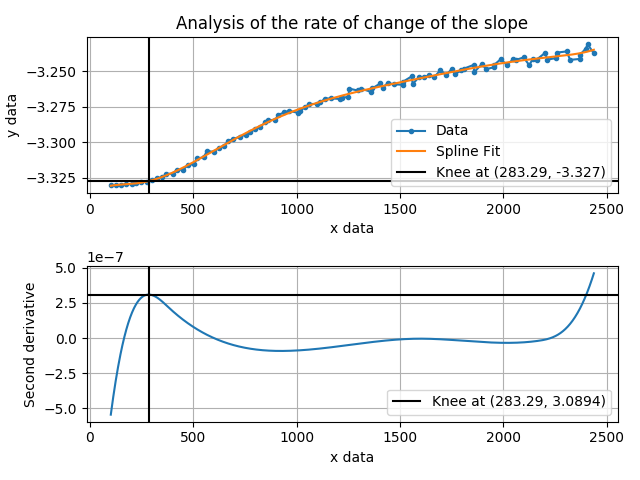 Analysis of the rate of change of the slope
y data
−3.250
−3.275
−3.300
−3.325
Data
Spline Fit
Knee at (283.29, -3.327)
0
500
1000
1500
2000
2500
x data
1e−7
Second derivative
5.0
2.5
0.0
−2.5
−5.0
Knee at (283.29, 3.0894)
0
500
1000
1500
2000
2500
x data